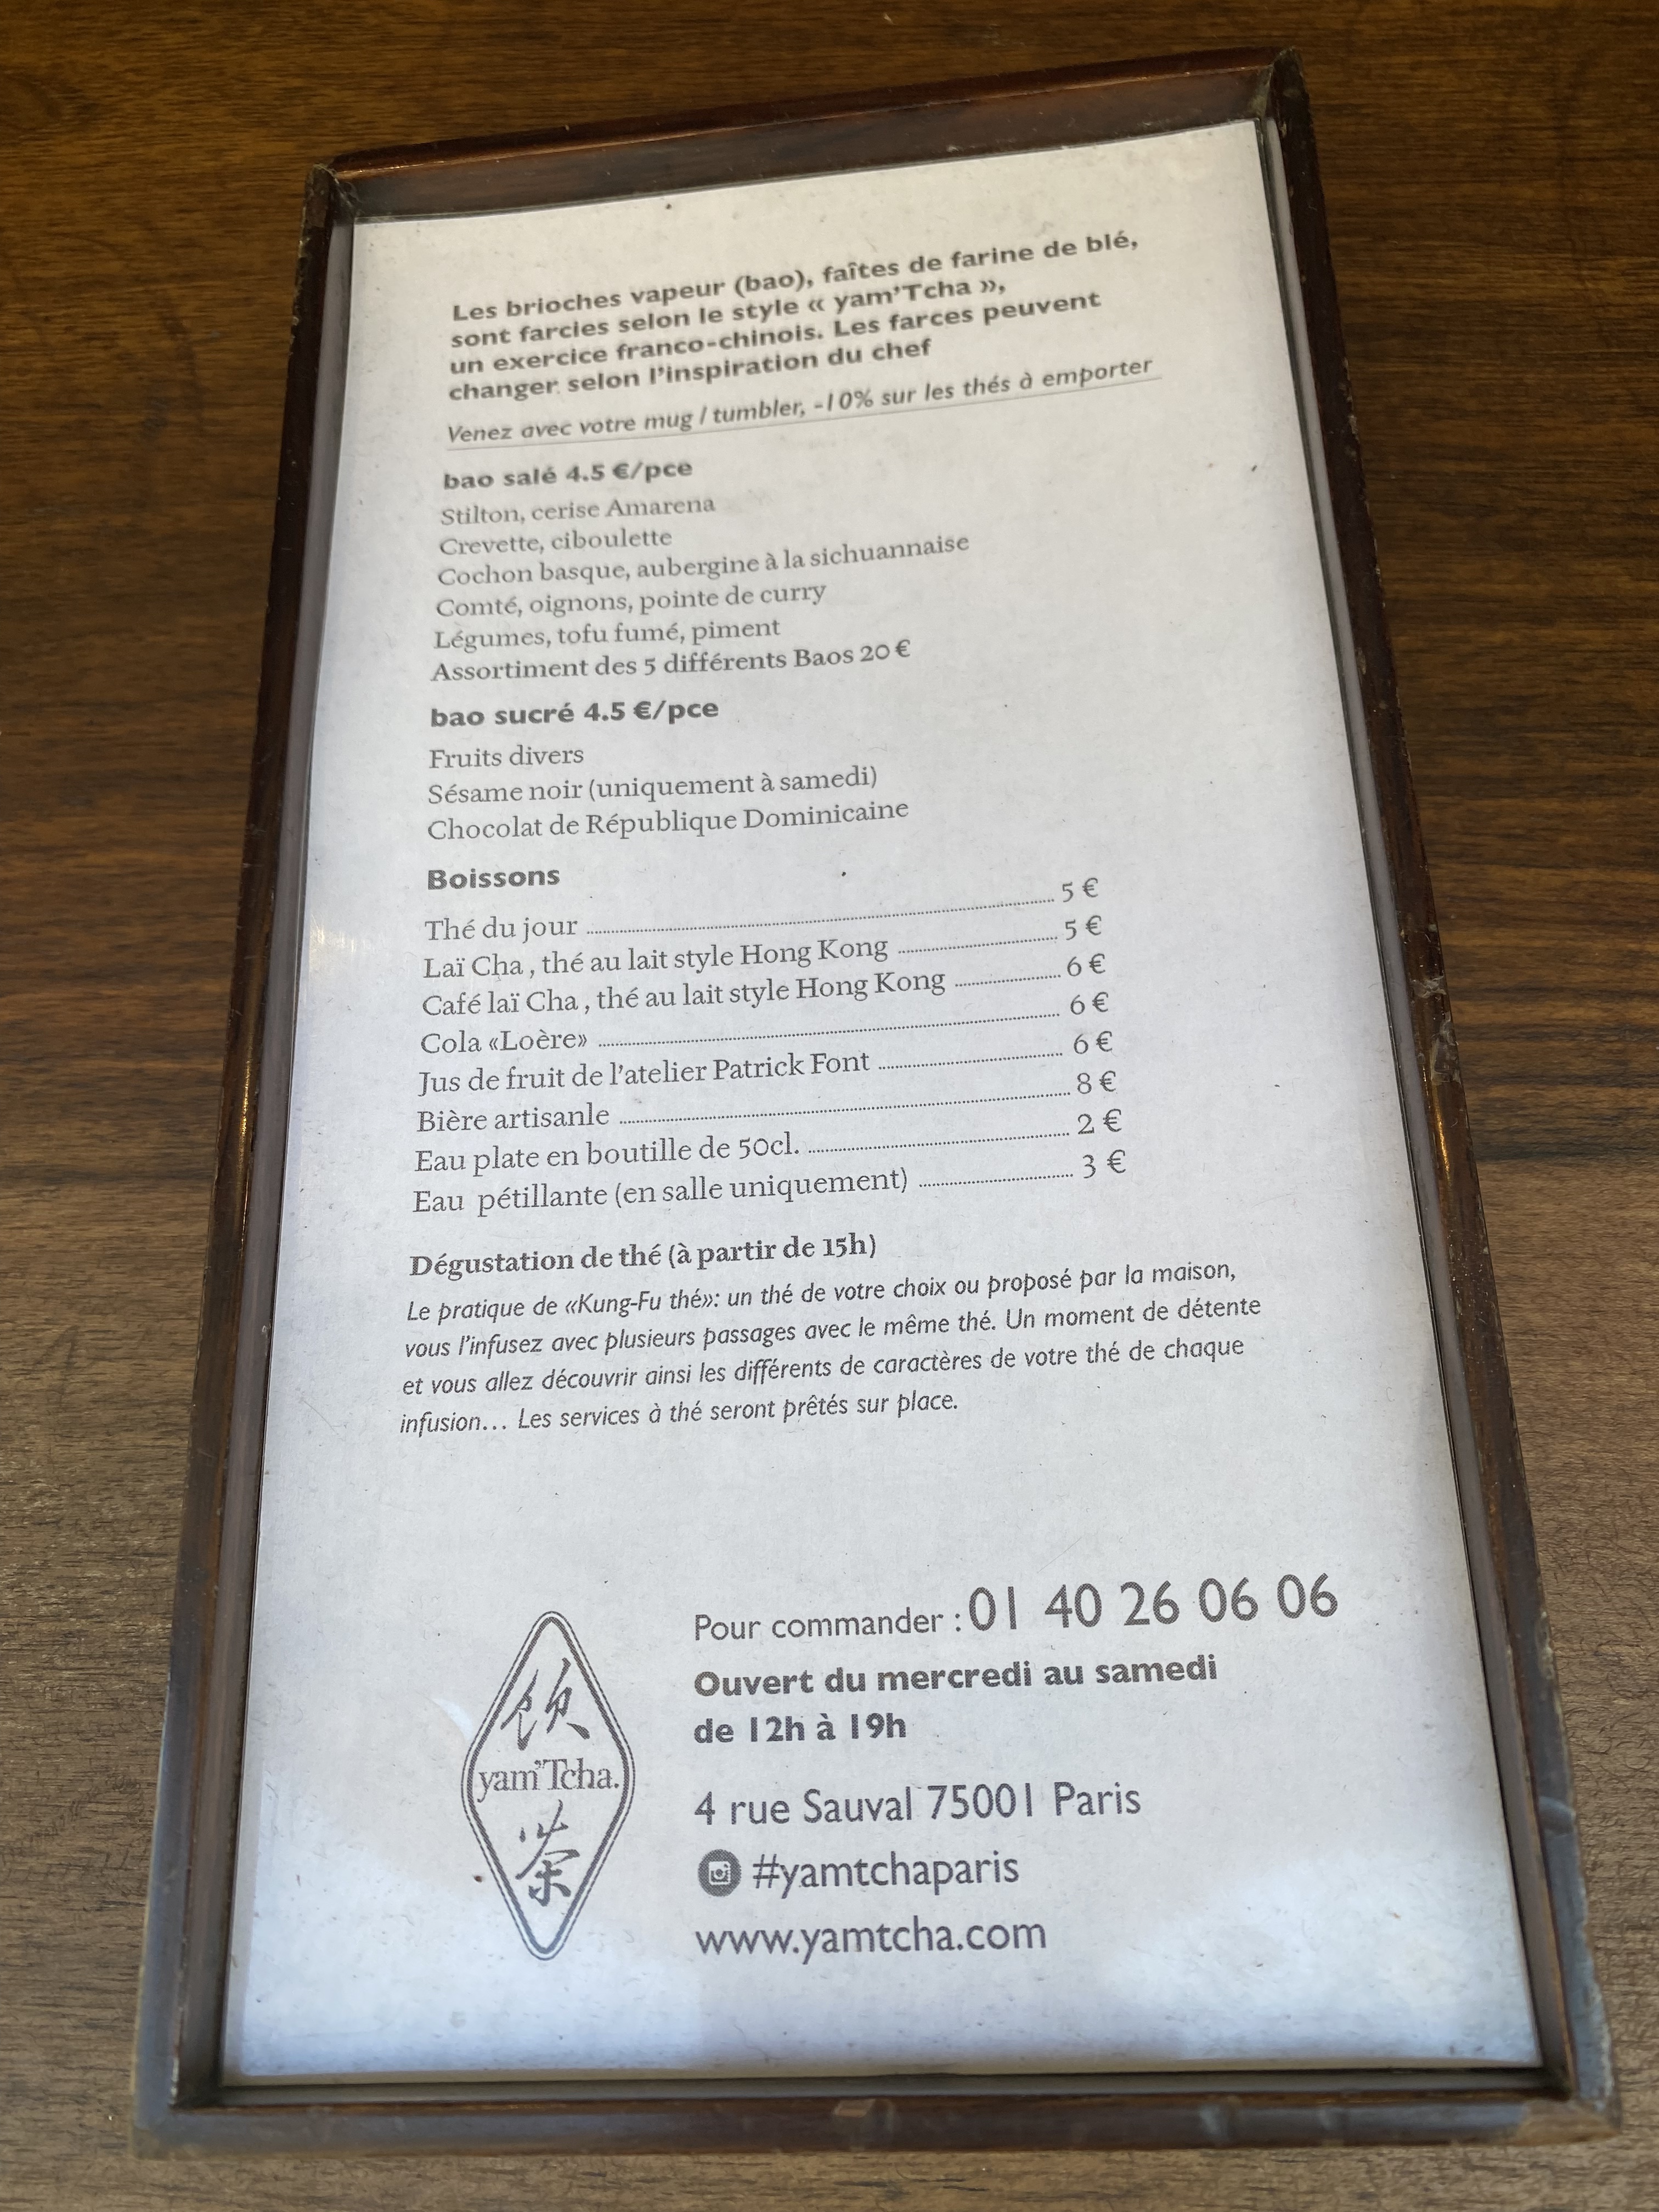 Les brioches vapeur (bao), faîtes de farine de blé,
sont farcies selon le style « yam'Tcha »,
un exercice franco-chinois. Les farces peuvent
changer selon l'inspiration du chef
Venez avec votre mug / tumbler, -10% sur les thés à emporter
bao salé 4.5 €/pce
Stilton, cerise Amarena
Crevette, ciboulette
Cochon basque, aubergine à la sichuannaise
Comté, oignons, pointe de curry
Légumes, tofu fumé, piment
Assortiment des 5 différents Baos 20 €
bao sucré 4.5 €/pce
Fruits divers
Sésame noir (uniquement à samedi)
Chocolat de République Dominicaine
Boissons
Thé du jour 5 €
Laï Cha , thé au lait style Hong Kong 5 €
Café laï Cha , thé au lait style Hong Kong 6 €
Cola «Loère» 6 €
Jus de fruit de l'atelier Patrick Font 6 €
Bière artisanle 8 €
Eau plate en boutille de 50cl. 2 €
Eau pétillante (en salle uniquement) 3 €
Dégustation de thé (à partir de 15h)
Le pratique de «Kung-Fu thé»: un thé de votre choix ou proposé par la maison,
vous l'infusez avec plusieurs passages avec le même thé. Un moment de détente
et vous allez découvrir ainsi les différents de caractères de votre thé de chaque
infusion... Les services à thé seront prêtés sur place.
飲
yam'Tcha.
茶
Pour commander : 01 40 26 06 06
Ouvert du mercredi au samedi
de 12h à 19h
4 rue Sauval 75001 Paris
#yamtchaparis
www.yamtcha.com